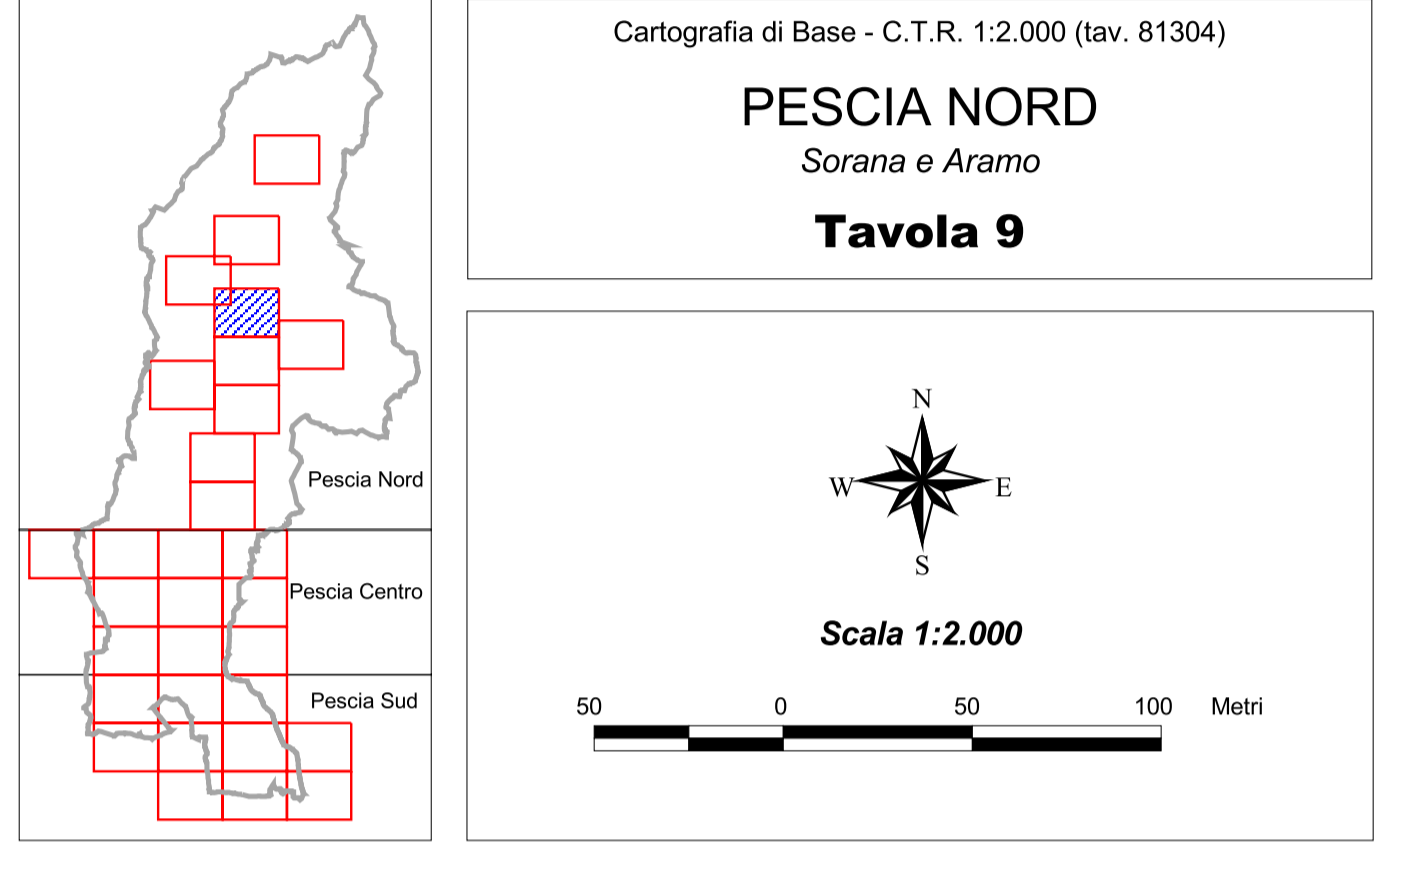 Cartografia di Base - C.T.R. 1:2.000 (tav. 81304)
PESCIA NORD
Sorana e Aramo
Tavola 9
Pescia Nord
Pescia Centro
Pescia Sud
N
W E
S
Scala 1:2.000
50 0 50 100 Metri